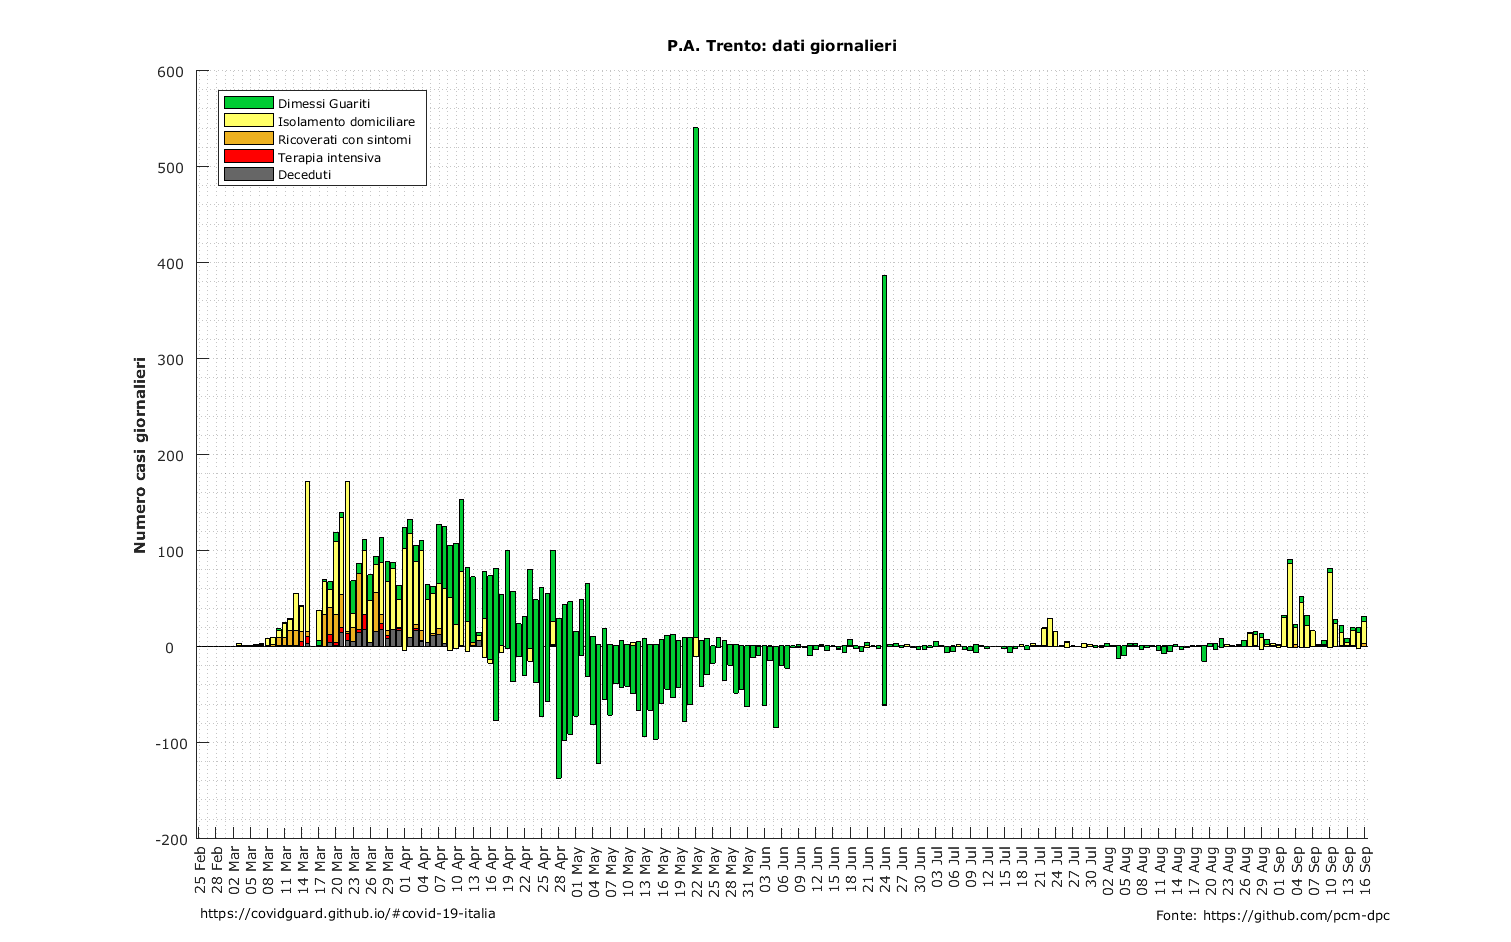 P.A. Trento: dati giornalieri
600
500
400
300
200
100
0
-100
-200
Numero casi giornalieri
Dimessi Guariti
Isolamento domiciliare
Ricoverati con sintomi
Terapia intensiva
Deceduti
25 Feb
28 Feb
02 Mar
05 Mar
08 Mar
11 Mar
14 Mar
17 Mar
20 Mar
23 Mar
26 Mar
29 Mar
01 Apr
04 Apr
07 Apr
10 Apr
13 Apr
16 Apr
19 Apr
22 Apr
25 Apr
28 Apr
01 May
04 May
07 May
10 May
13 May
16 May
19 May
22 May
25 May
28 May
31 May
03 Jun
06 Jun
09 Jun
12 Jun
15 Jun
18 Jun
21 Jun
24 Jun
27 Jun
30 Jun
03 Jul
06 Jul
09 Jul
12 Jul
15 Jul
18 Jul
21 Jul
24 Jul
27 Jul
30 Jul
02 Aug
05 Aug
08 Aug
11 Aug
14 Aug
17 Aug
20 Aug
23 Aug
26 Aug
29 Aug
01 Sep
04 Sep
07 Sep
10 Sep
13 Sep
16 Sep
https://covidguard.github.io/#covid-19-italia
Fonte: https://github.com/pcm-dpc